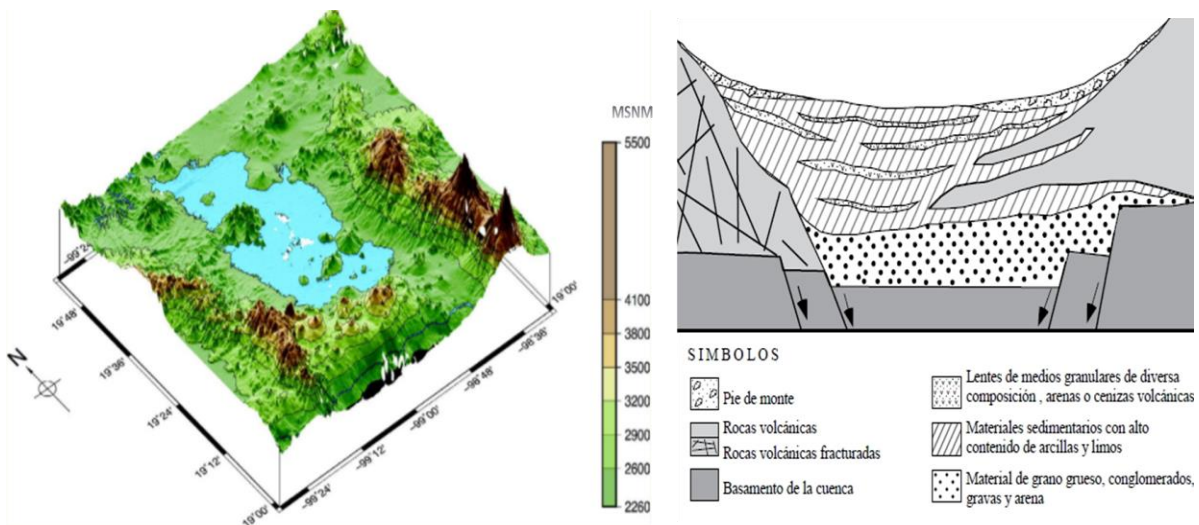 MSNM
5500
4100
3800
3500
3200
2900
2600
2260
N
-99°24'
19°48'
19°36'
19°24'
19°12'
19°00'
-99°24'
-99°12'
-99°00'
-98°48'
-98°36'
19°00'
SIMBOLOS
Pie de monte
Rocas volcánicas
Rocas volcánicas fracturadas
Basamento de la cuenca
Lentes de medios granulares de diversa
composición , arenas o cenizas volcánicas
Materiales sedimentarios con alto
contenido de arcillas y limos
Material de grano grueso, conglomerados,
gravas y arena